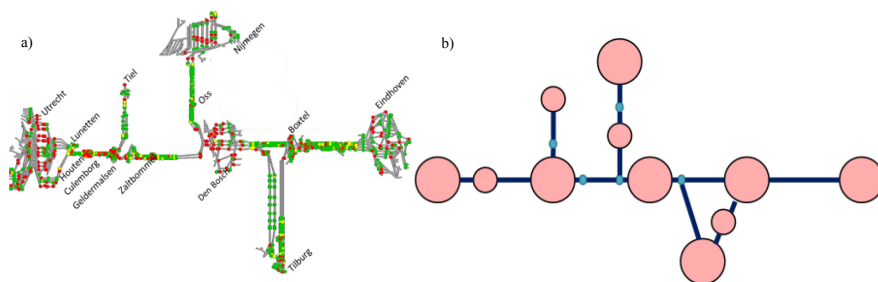 a)
Nijmegen
b)
Tiel
Eindhoven
Utrecht
Oss
Lunetten
Boxtel
Houten
Culemborg
Geldermalsen
Zaltbommel
Den Bosch
Tilburg